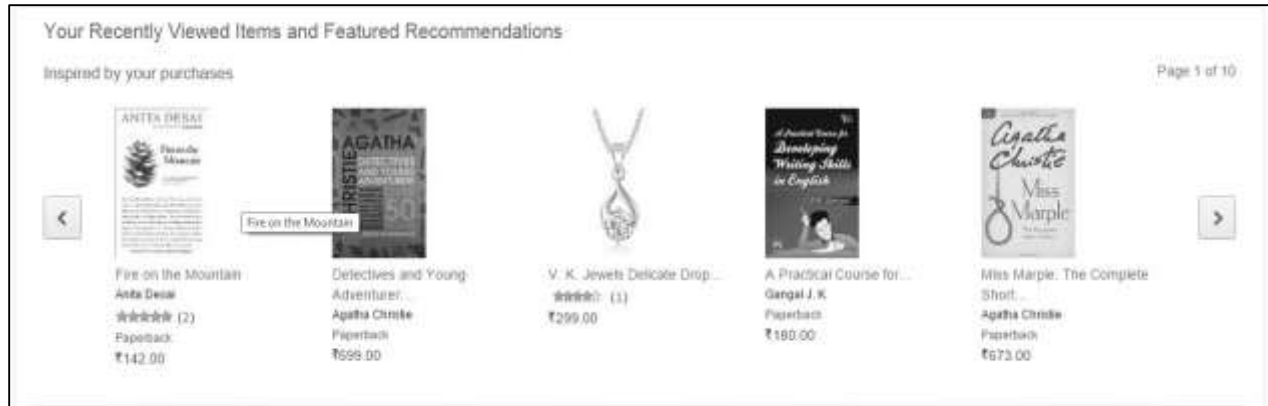 Your Recently Viewed Items and Featured Recommendations
Inspired by your purchases
Page 1 of 10
ANITA DESAI
Fire on the
Mountain
Fire on the Mountain
Fire on the Mountain
Anita Desai
(2)
Paperback
₹142.00
AGATHA
CHRISTIE
DETECTIVES
AND YOUNG
ADVENTURERS
50
Detectives and Young
Adventurer...
Agatha Christie
Paperback
₹599.00
V. K. Jewels Delicate Drop...
(1)
₹299.00
A Practical Course for
Developing
Writing Skills
in English
A Practical Course for...
Gangal J. K
Paperback
₹180.00
Agatha
Christie
Miss
Marple
Miss Marple. The Complete
Short...
Agatha Christie
Paperback
₹673.00